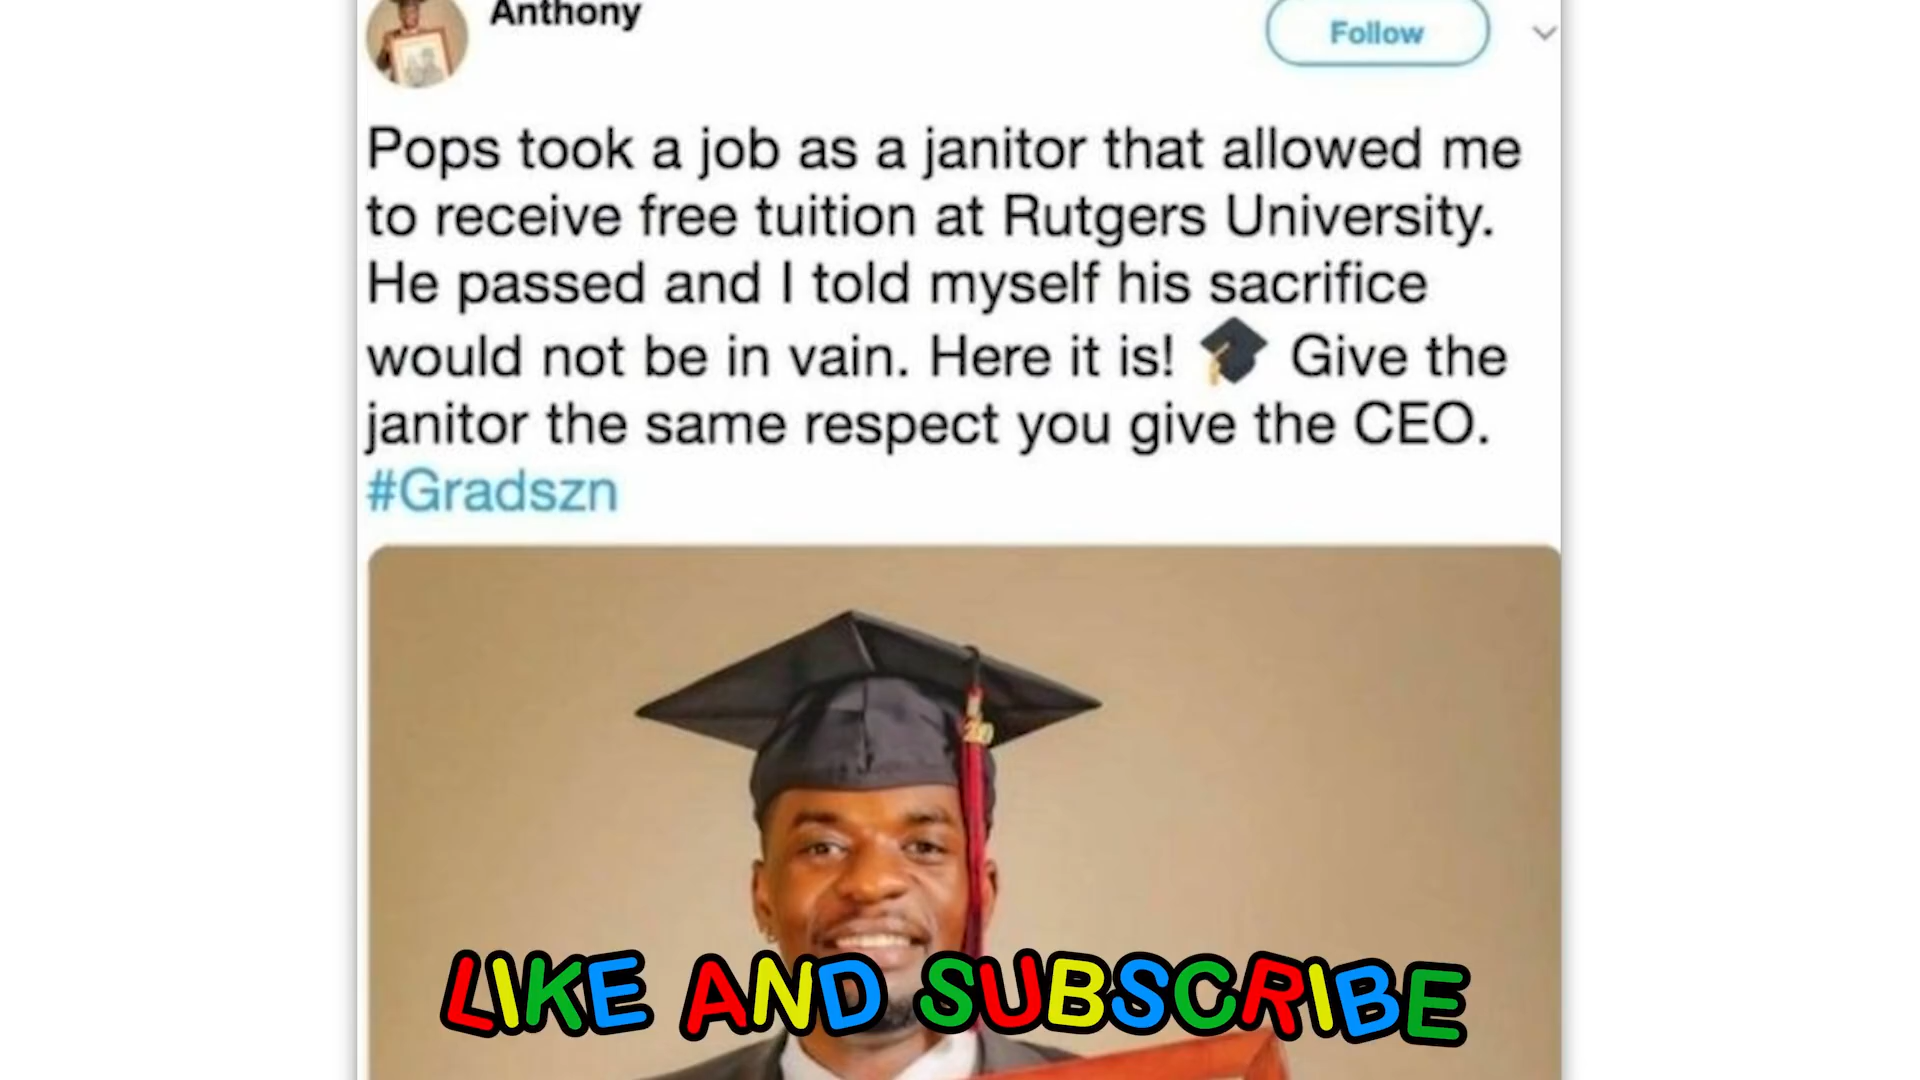 Anthony
Follow
Pops took a job as a janitor that allowed me
to receive free tuition at Rutgers University.
He passed and I told myself his sacrifice
would not be in vain. Here it is! 🎓 Give the
janitor the same respect you give the CEO.
#Gradszn
LIKE AND SUBSCRIBE